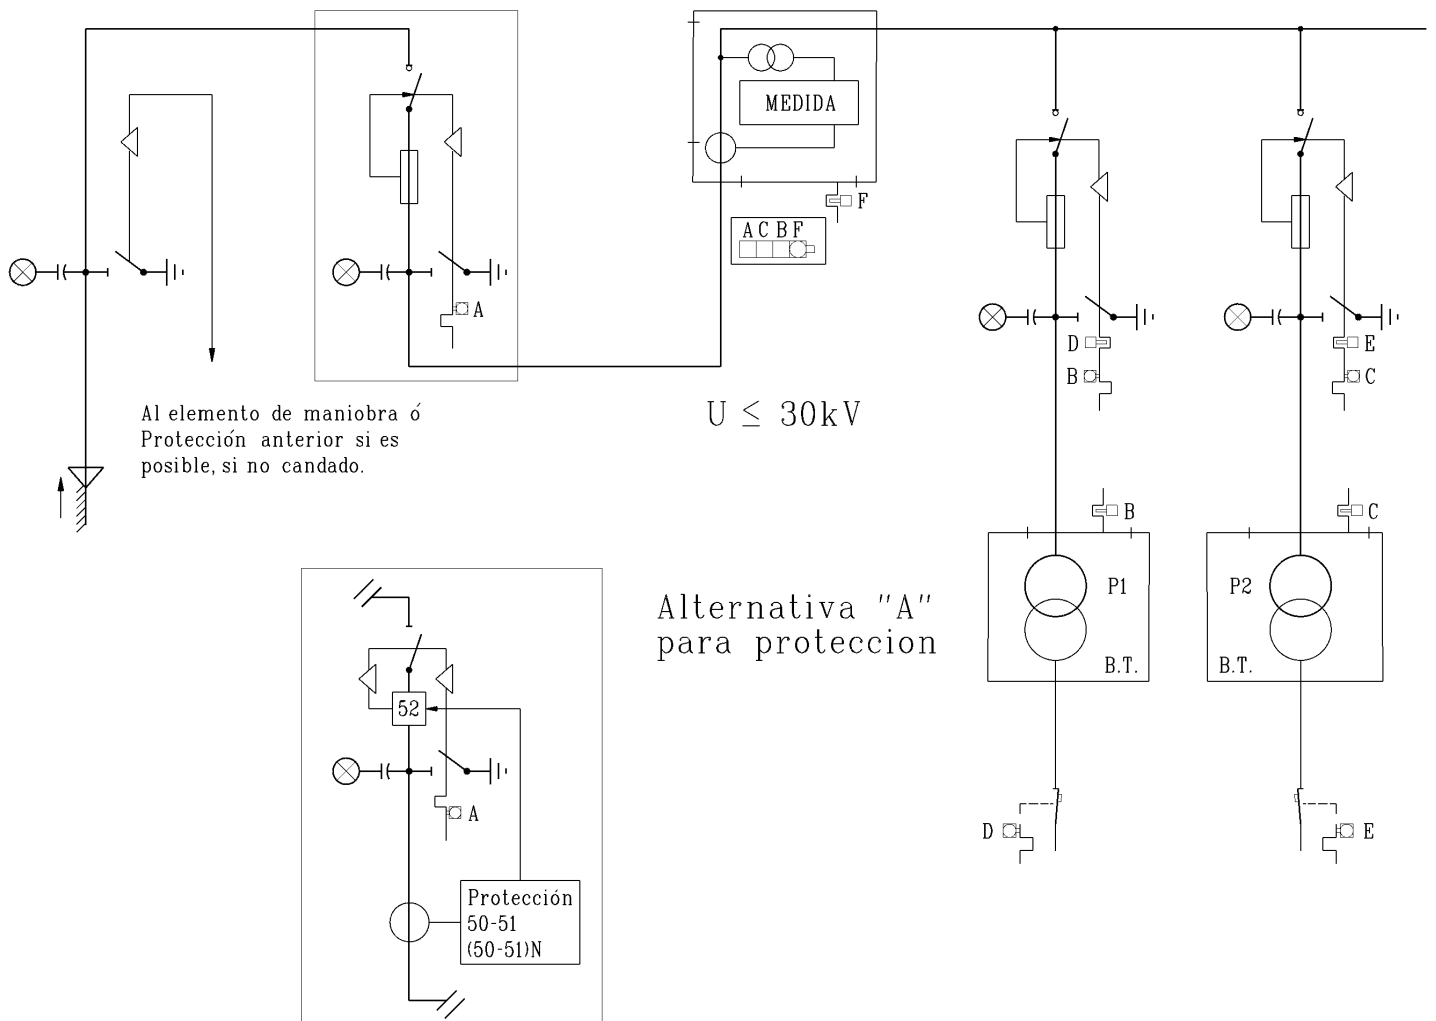 MEDIDA
F
A C B F
A
Al elemento de maniobra ó
Protección anterior si es
posible, si no candado.
U ≤ 30kV
D
B
E
C
B
C
P1
B.T.
P2
B.T.
Alternativa "A"
para proteccion
52
A
Protección
50-51
(50-51)N
D
E